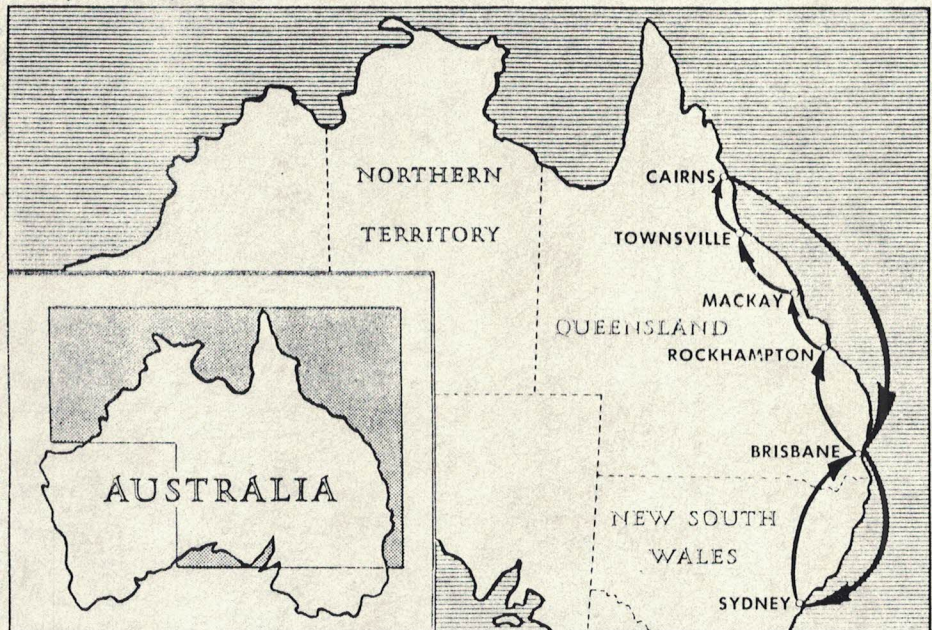 NORTHERN
TERRITORY
CAIRNS
TOWNSVILLE
MACKAY
QUEENSLAND
ROCKHAMPTON
BRISBANE
NEW SOUTH
WALES
SYDNEY
AUSTRALIA